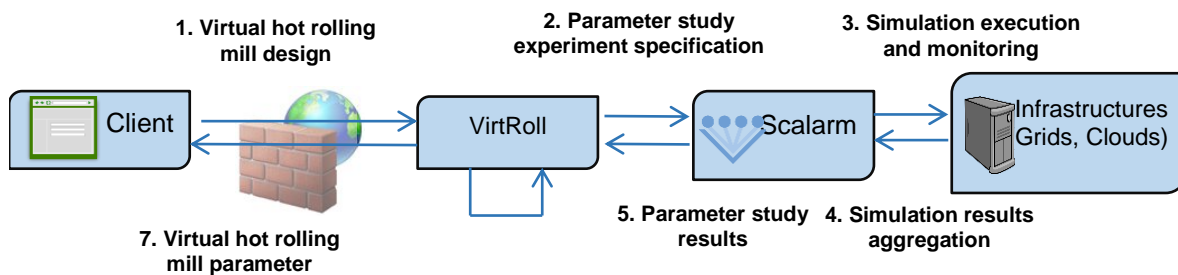 1. Virtual hot rolling
mill design
2. Parameter study
experiment specification
3. Simulation execution
and monitoring
Client
VirtRoll
Scalarm
Infrastructures
Grids, Clouds)
7. Virtual hot rolling
mill parameter
5. Parameter study
results
4. Simulation results
aggregation